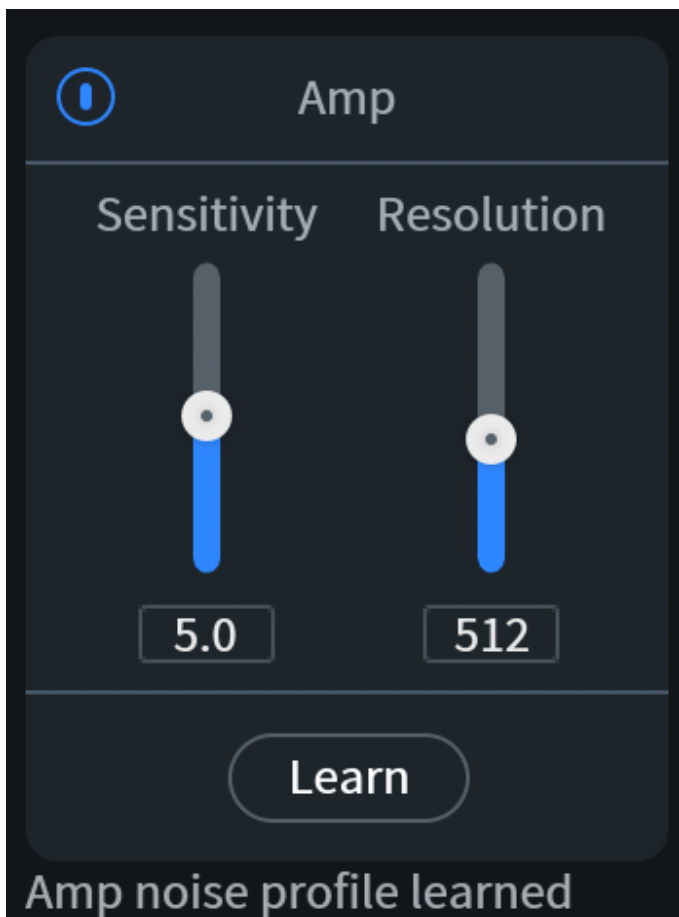 Amp
Sensitivity Resolution
5.0 512
Learn
Amp noise profile learned